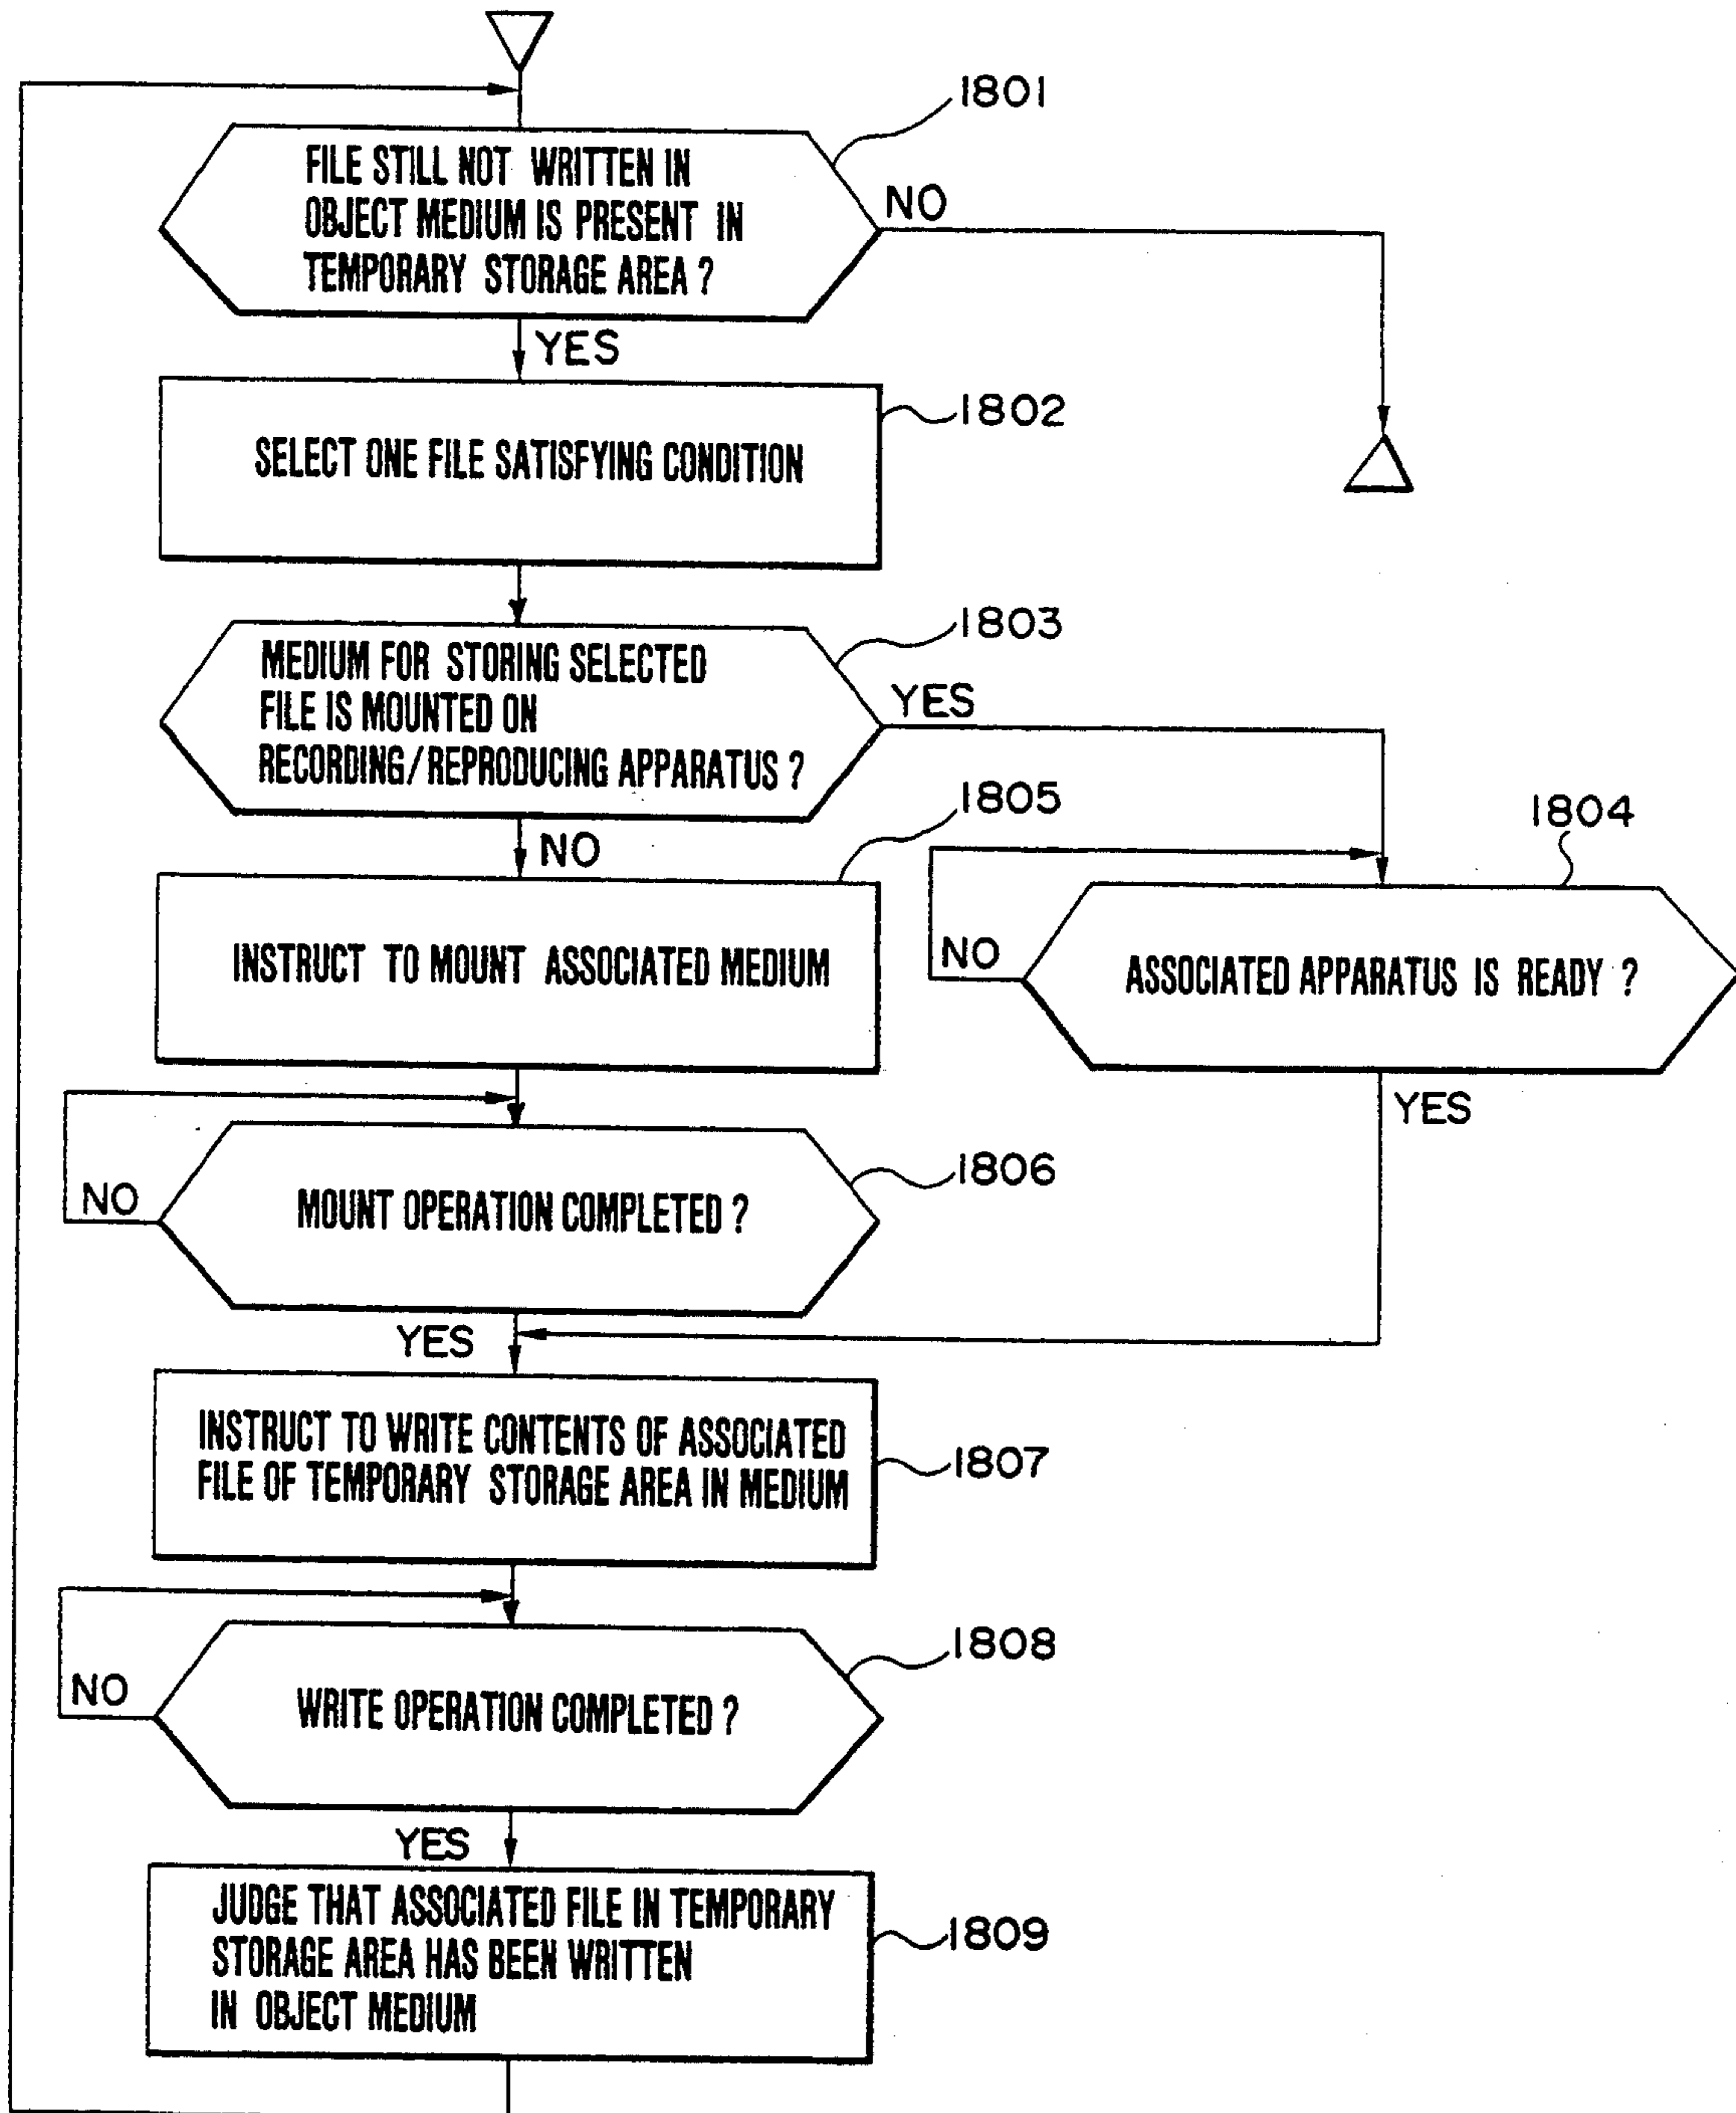 1801
FILE STILL NOT WRITTEN IN
OBJECT MEDIUM IS PRESENT IN
TEMPORARY STORAGE AREA ?
NO
YES
1802
SELECT ONE FILE SATISFYING CONDITION
1803
MEDIUM FOR STORING SELECTED
FILE IS MOUNTED ON
RECORDING/REPRODUCING APPARATUS ?
YES
NO
1805
INSTRUCT TO MOUNT ASSOCIATED MEDIUM
1804
NO
ASSOCIATED APPARATUS IS READY ?
YES
1806
NO
MOUNT OPERATION COMPLETED ?
YES
INSTRUCT TO WRITE CONTENTS OF ASSOCIATED
FILE OF TEMPORARY STORAGE AREA IN MEDIUM
1807
1808
NO
WRITE OPERATION COMPLETED ?
YES
JUDGE THAT ASSOCIATED FILE IN TEMPORARY
STORAGE AREA HAS BEEN WRITTEN
IN OBJECT MEDIUM
1809